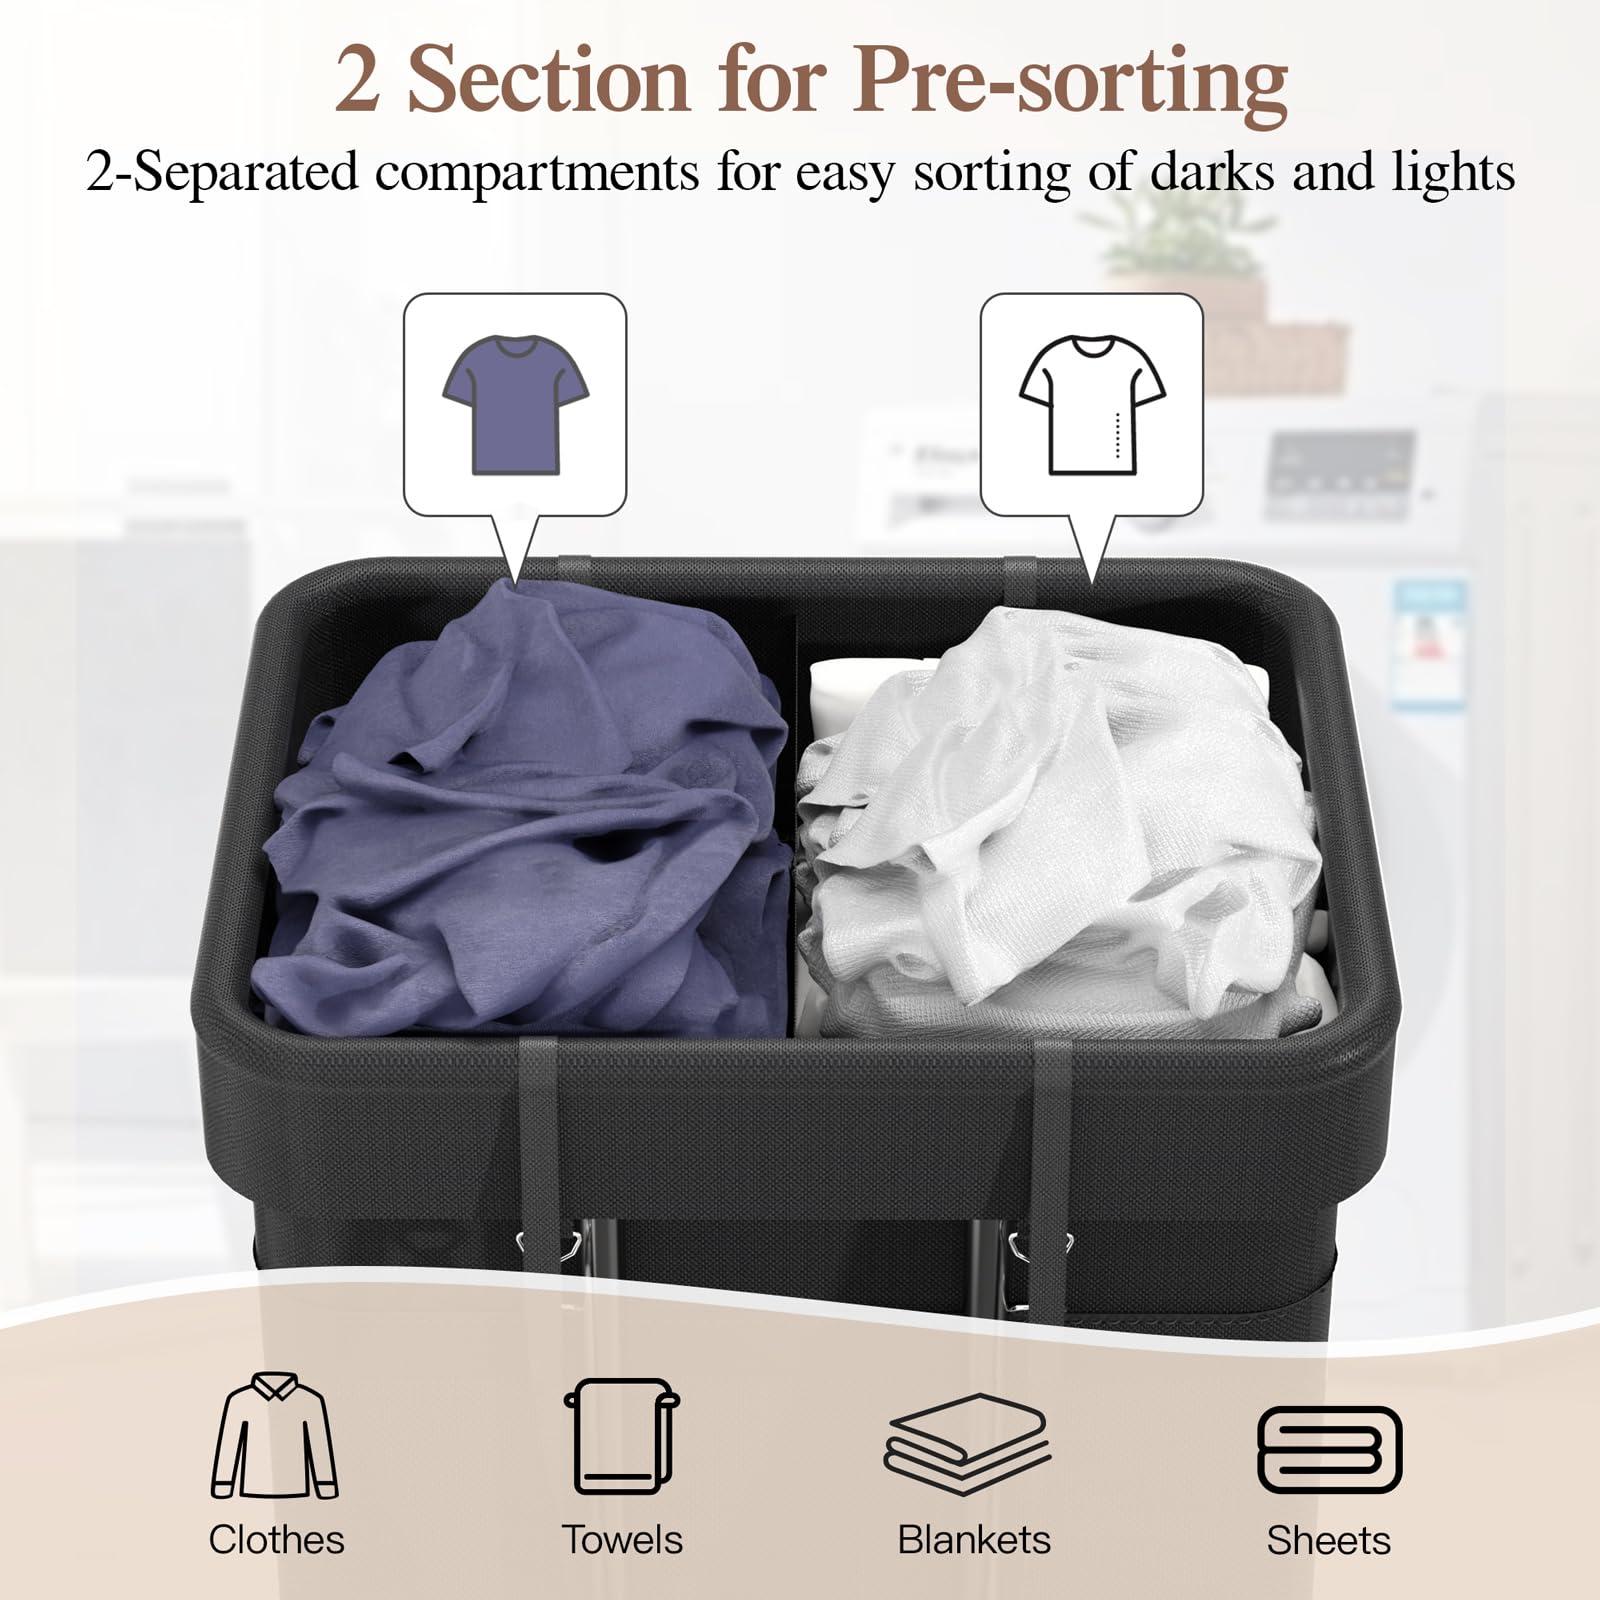 2 Section for Pre-sorting
2-Separated compartments for easy sorting of darks and lights
Clothes
Towels
Blankets
Sheets